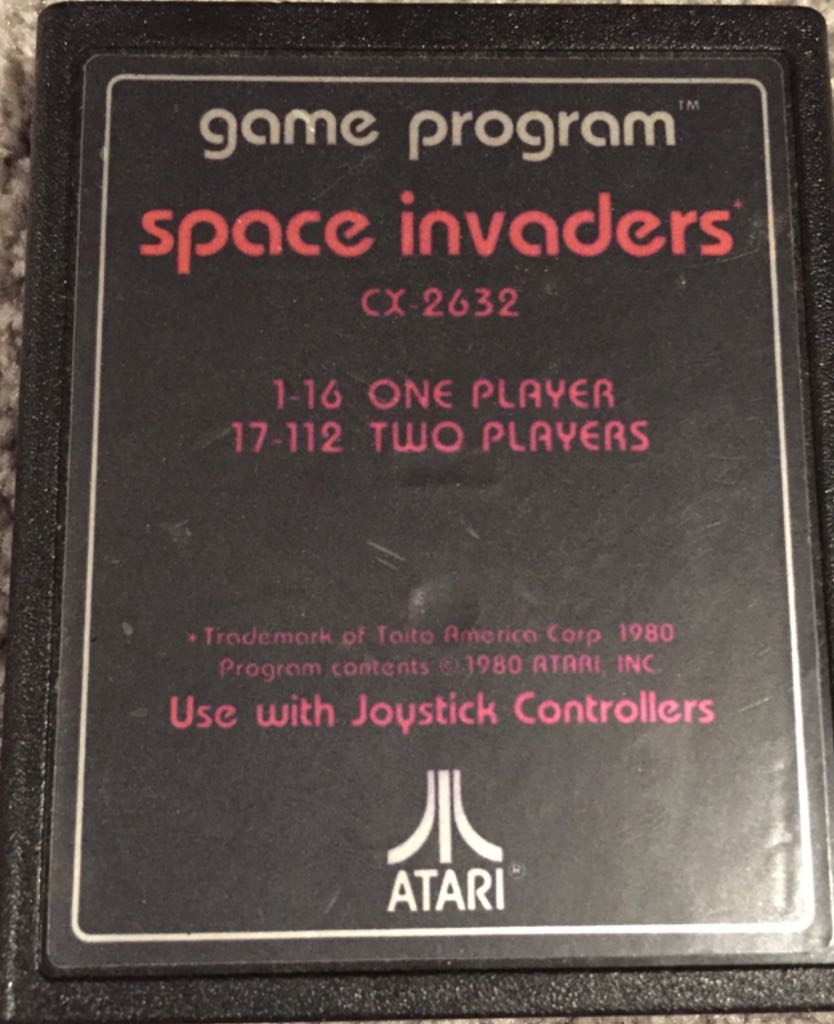 game program™
space invaders*
CX-2632
1-16 ONE PLAYER
17-112 TWO PLAYERS
*Trademark of Taito America Corp. 1980
Program contents © 1980 ATARI, INC.
Use with Joystick Controllers
ATARI®